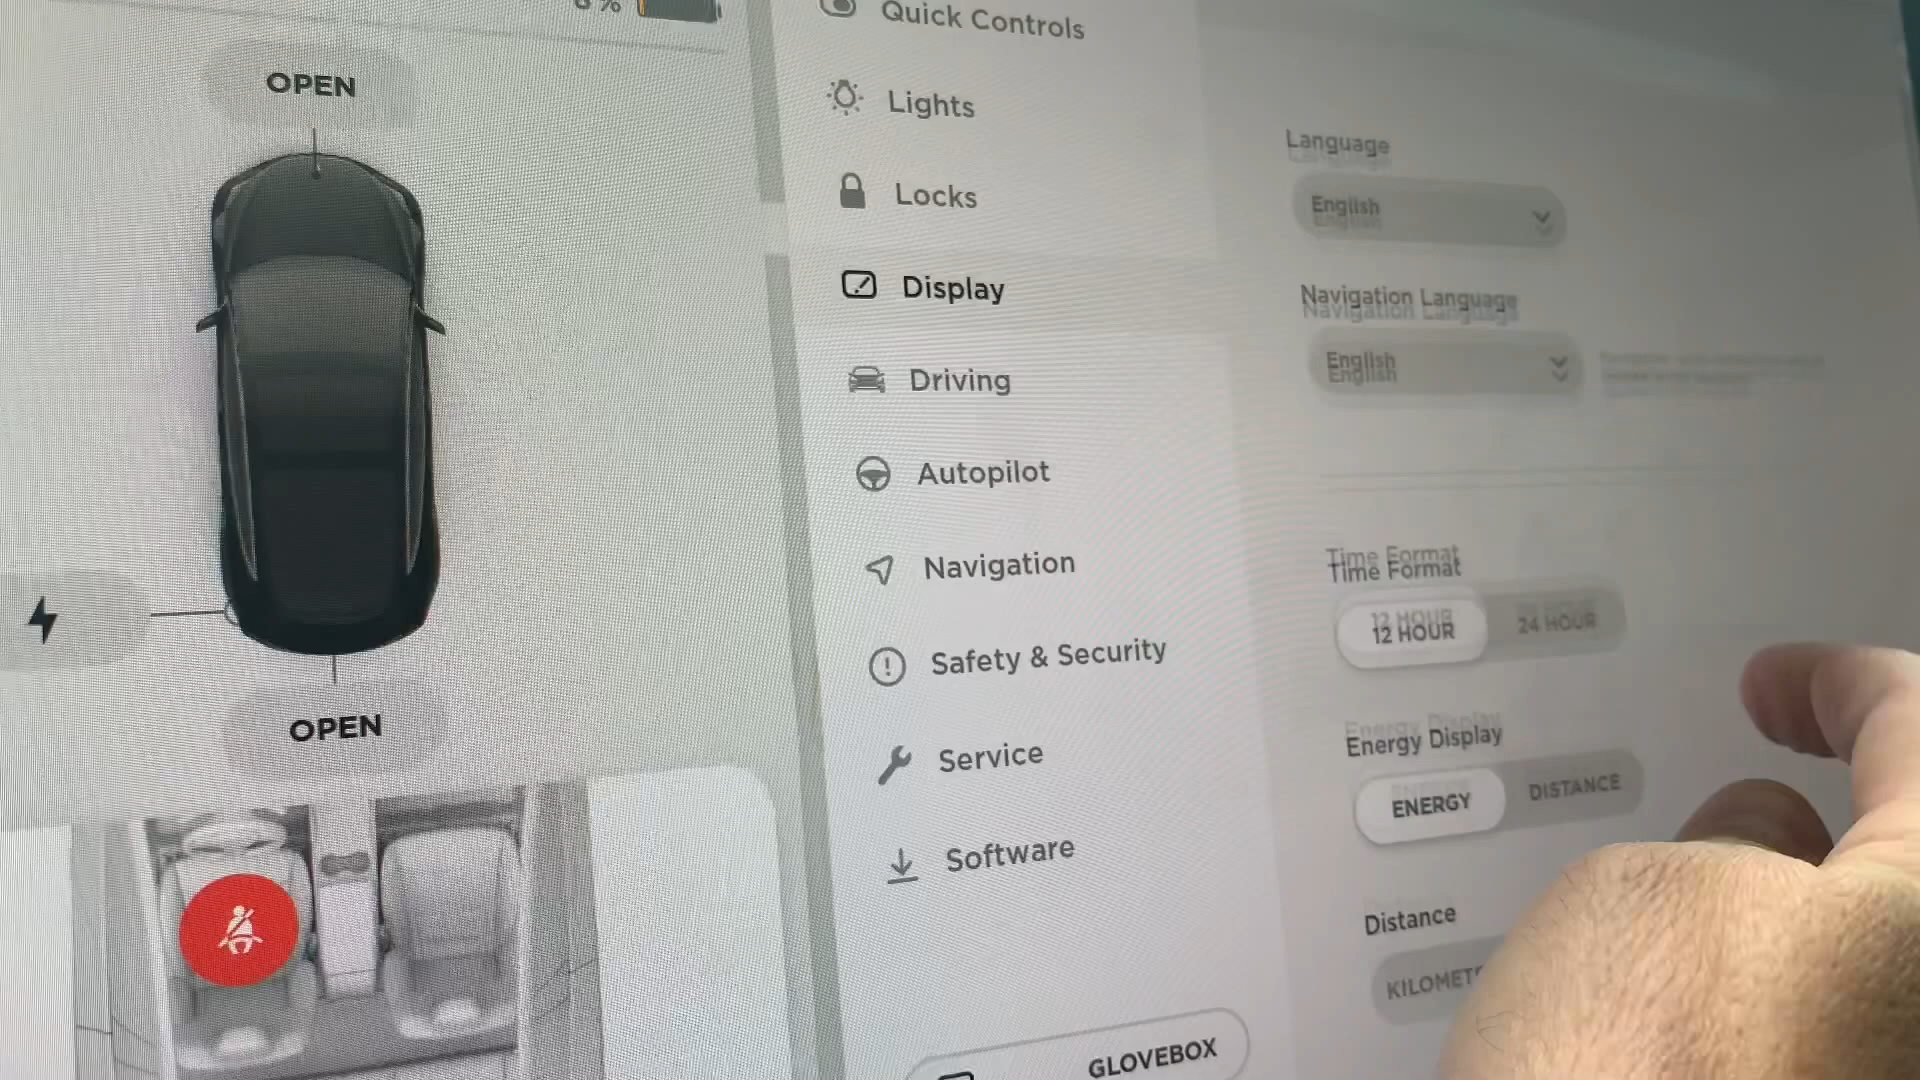 %
OPEN
OPEN
Quick Controls
Lights
Locks
Display
Driving
Autopilot
Navigation
Safety & Security
Service
Software
GLOVEBOX
Language
English
Navigation Language
English
Time Format
12 HOUR 24 HOUR
Energy Display
ENERGY DISTANCE
Distance
KILOMET